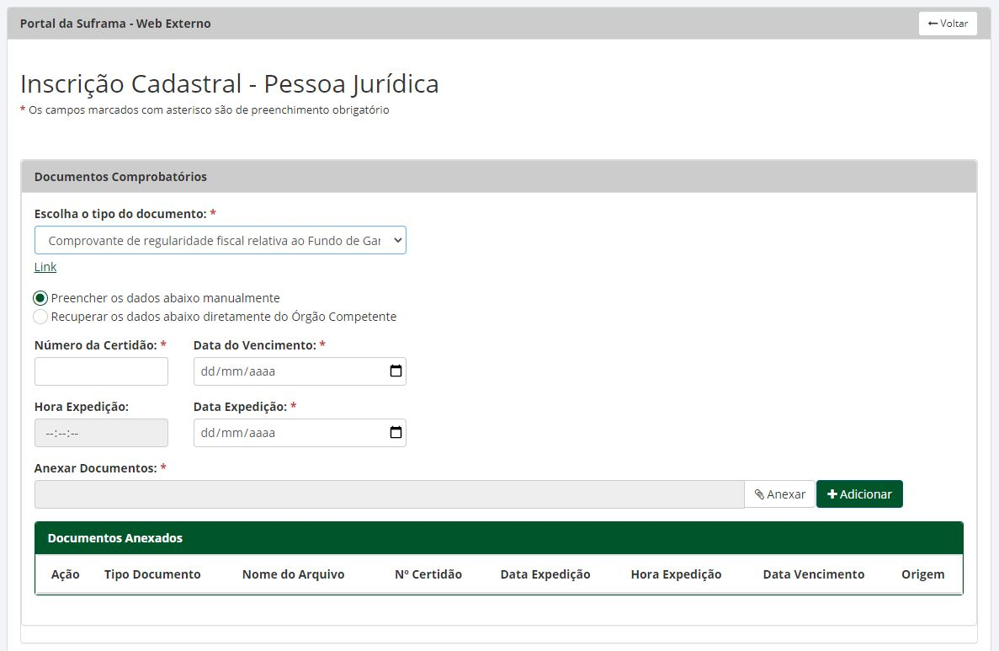 Portal da Suframa - Web Externo
Voltar
Inscrição Cadastral - Pessoa Jurídica
* Os campos marcados com asterisco são de preenchimento obrigatório
Documentos Comprobatórios
Escolha o tipo do documento: *
Comprovante de regularidade fiscal relativa ao Fundo de Gar
Link
Preencher os dados abaixo manualmente
Recuperar os dados abaixo diretamente do Órgão Competente
Número da Certidão: * Data do Vencimento: *
dd/mm/aaaa
Hora Expedição: Data Expedição: *
--:--:-- dd/mm/aaaa
Anexar Documentos: *
Anexar Adicionar
Documentos Anexados
Ação Tipo Documento Nome do Arquivo Nº Certidão Data Expedição Hora Expedição Data Vencimento Origem